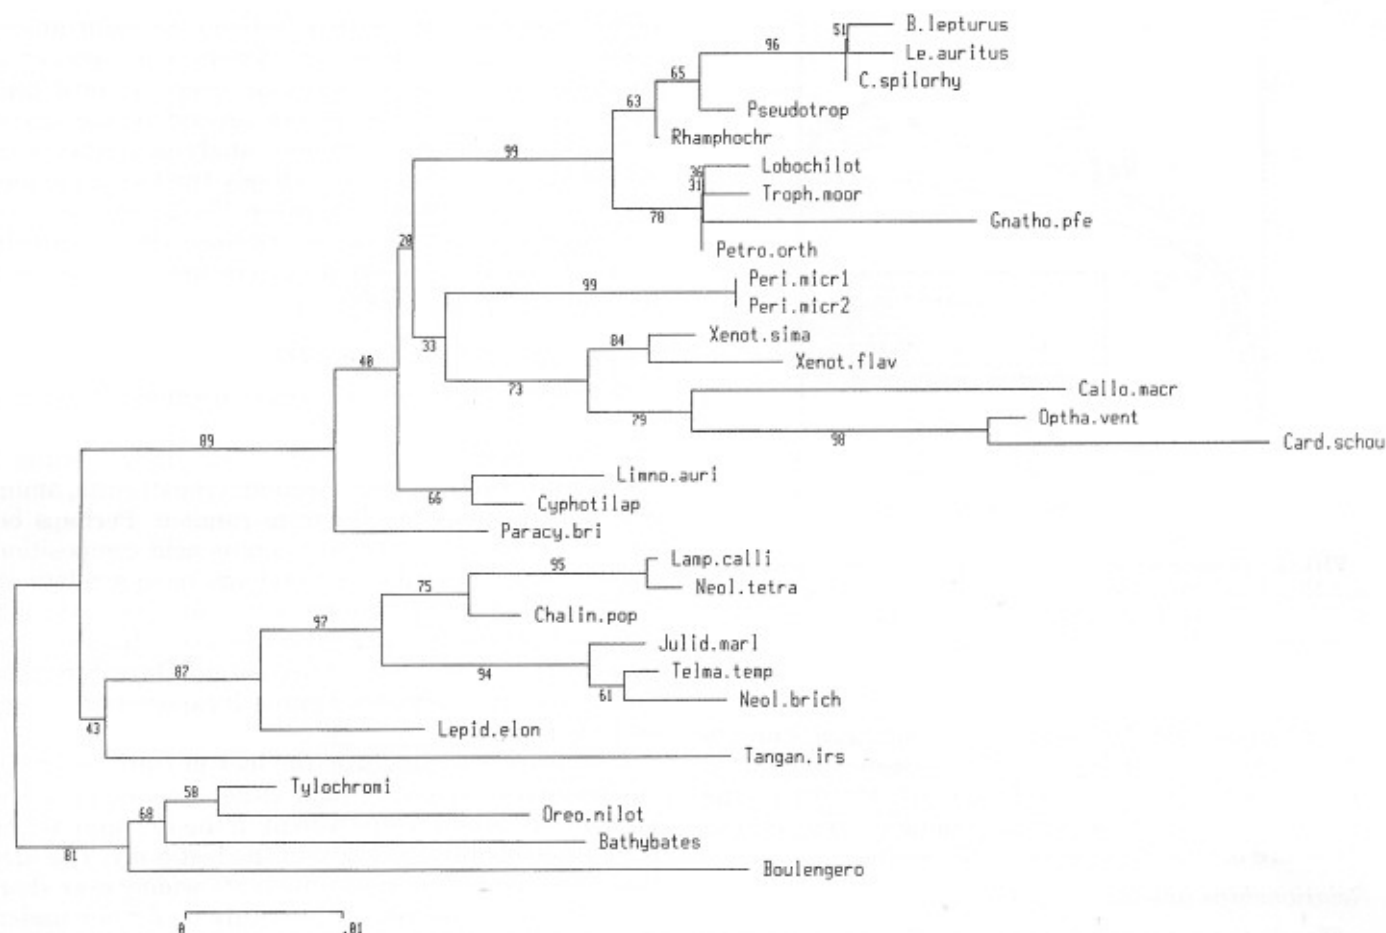 B.lepturus
51
96
Le.auritus
65
C.spilorhy
63
Pseudotrop
Rhamphochr
99
Lobochilot
36
31
Troph.moor
78
Gnatho.pfe
20
Petro.orth
Peri.micr1
99
Peri.micr2
Xenot.sima
84
33
Xenot.flav
48
73
Callo.macr
79
Optha.vent
98
Card.schou
89
Limno.auri
66
Cyphotilap
Paracy.bri
Lamp.calli
95
Neol.tetra
75
Chalin.pop
97
Julid.marl
94
Telma.temp
87
61
Neol.brich
43
Lepid.elon
Tangan.irs
Tylochromi
58
68
Oreo.nilot
Bathybates
81
Boulengero
0 .01